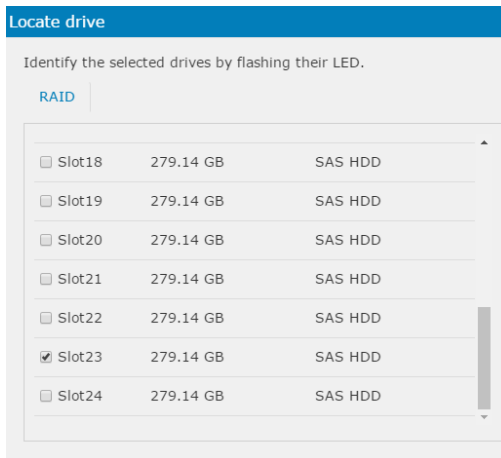 Locate drive
Identify the selected drives by flashing their LED.
RAID
Slot18 279.14 GB SAS HDD
Slot19 279.14 GB SAS HDD
Slot20 279.14 GB SAS HDD
Slot21 279.14 GB SAS HDD
Slot22 279.14 GB SAS HDD
Slot23 279.14 GB SAS HDD
Slot24 279.14 GB SAS HDD